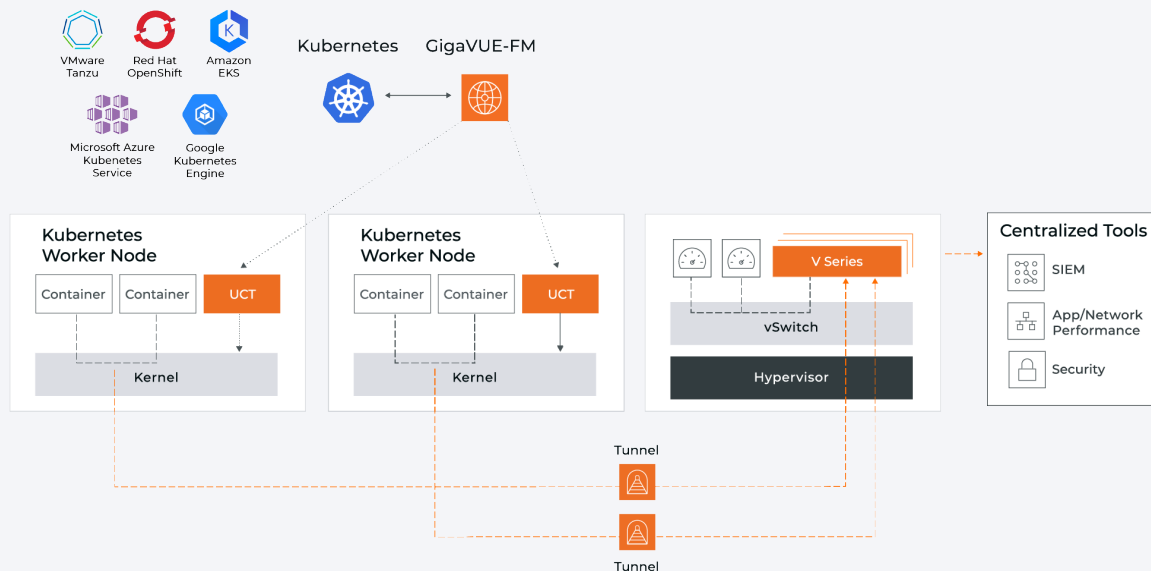 VMware
Tanzu
Red Hat
OpenShift
Amazon
EKS
Microsoft Azure
Kubenetes
Service
Google
Kubernetes
Engine
Kubernetes
GigaVUE-FM
Kubernetes
Worker Node
Container
Container
UCT
Kernel
Kubernetes
Worker Node
Container
Container
UCT
Kernel
V Series
vSwitch
Hypervisor
Centralized Tools
SIEM
App/Network
Performance
Security
Tunnel
Tunnel